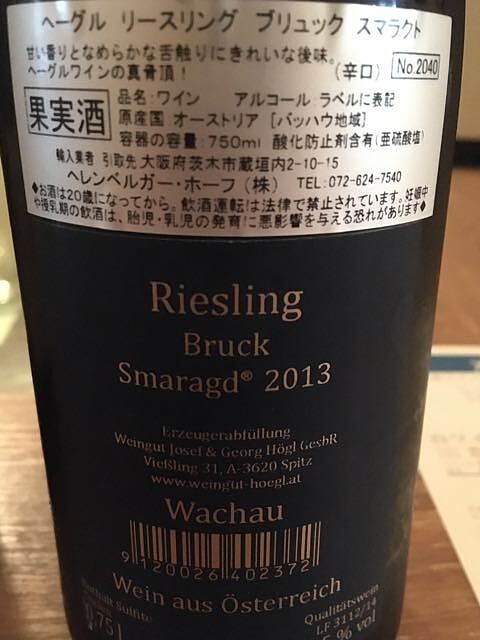 ヘーグル リースリング ブリュック スマラクト
甘い香りとなめらかな舌触りにきれいな後味。
ヘーグルワインの真骨頂！ (辛口) No.2040
果実酒
品名:ワイン アルコール:ラベルに表記
原産国 オーストリア [バッハウ地域]
容器の容量:750ml 酸化防止剤含有(亜硫酸塩)
輸入業者 引取先 大阪府茨木市蔵垣内2-10-15
ヘレンベルガー・ホーフ(株) TEL:072-624-7540
◆お酒は20歳になってから。飲酒運転は法律で禁止されています。妊娠中
や授乳期の飲酒は、胎児・乳児の発育に悪影響を与える恐れがあります◆
Riesling
Bruck
Smaragd® 2013
Erzeugerabfüllung
Weingut Josef & Georg Högl GesbR
Vießling 31, A-3620 Spitz
www.weingut-hoegl.at
Wachau
9 120026 402372
Wein aus Österreich
Enthält Sulfite
0,75
Qualitätswein
LF 3112/14
% vol